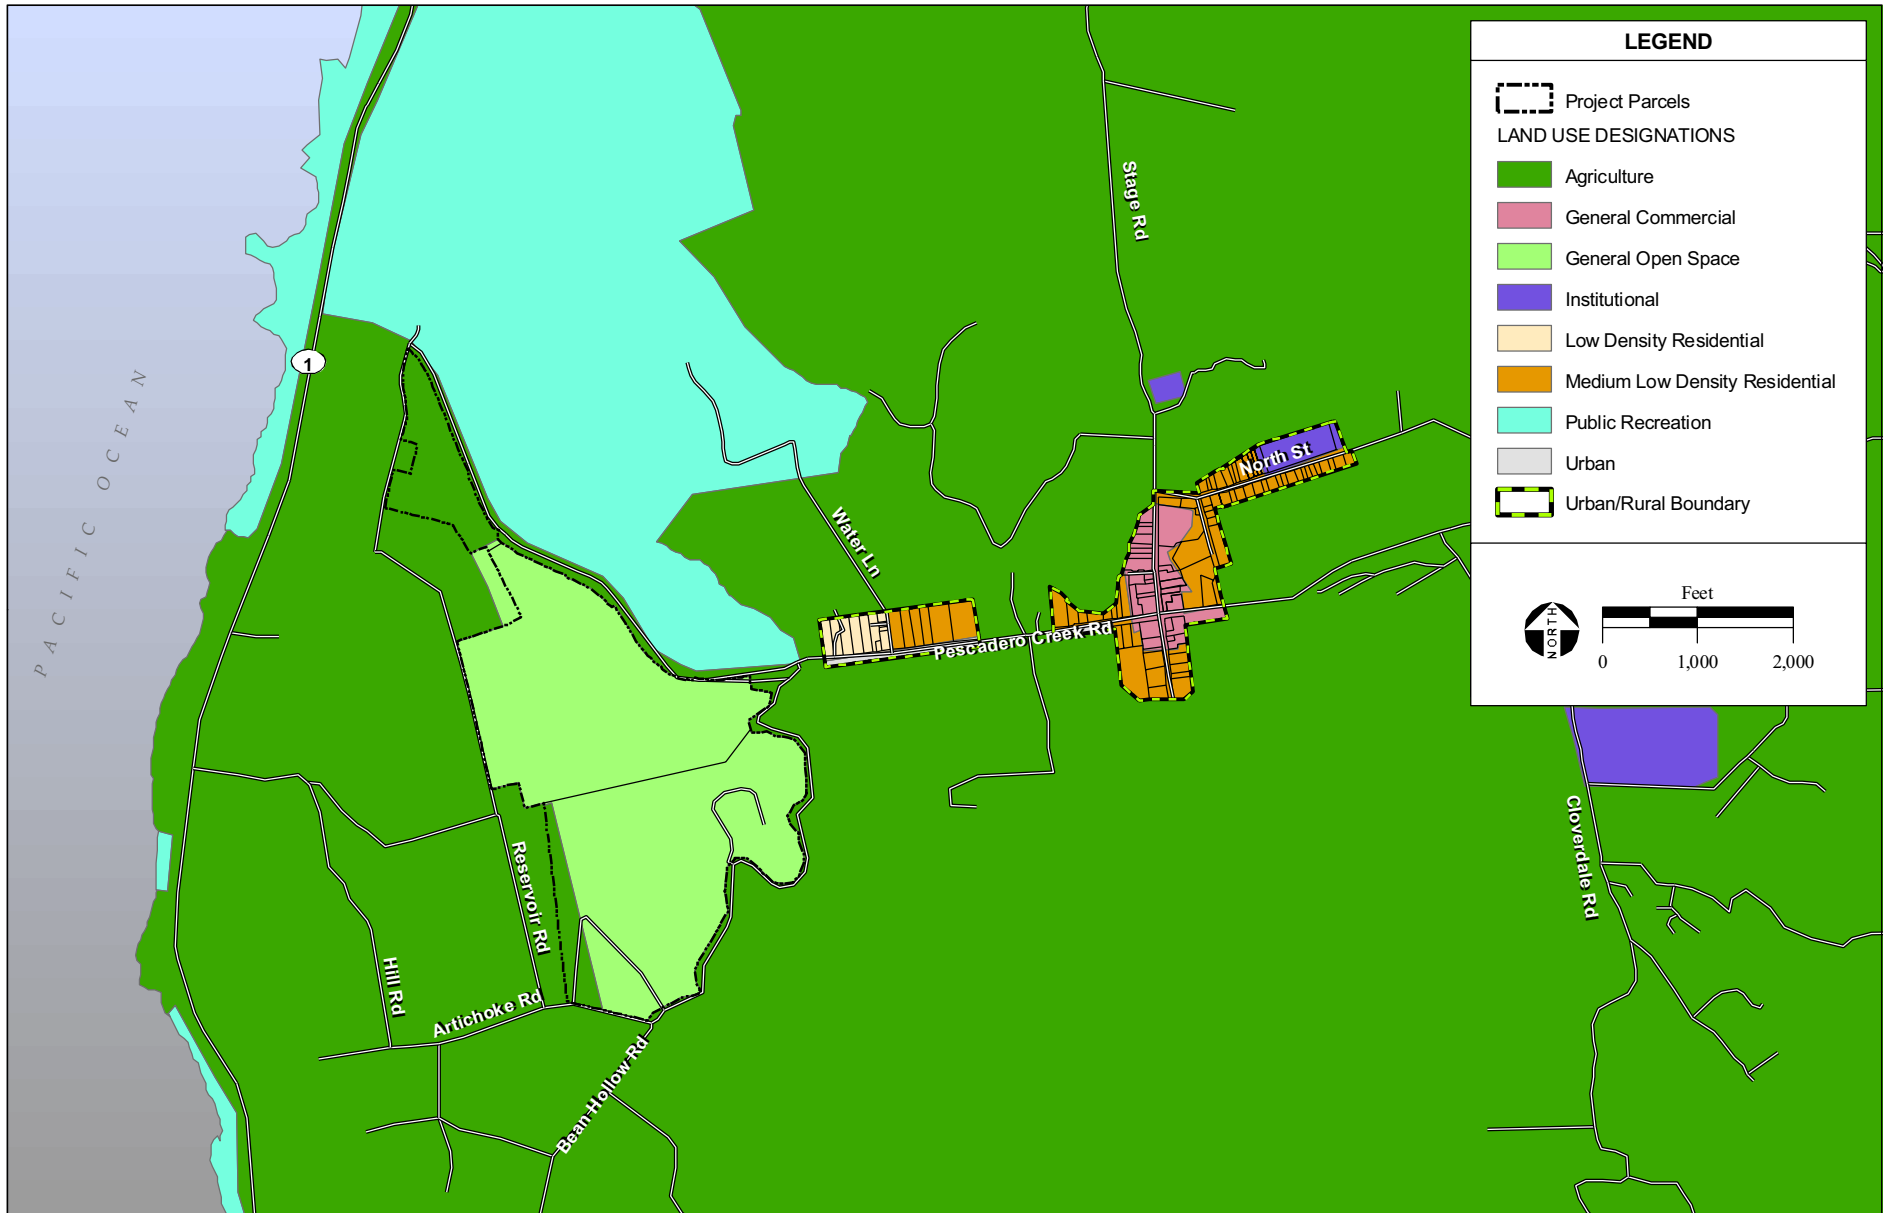 LEGEND
Project Parcels
LAND USE DESIGNATIONS
Agriculture
General Commercial
General Open Space
Institutional
Low Density Residential
Medium Low Density Residential
Public Recreation
Urban
Urban/Rural Boundary
Feet
NORTH
0 1,000 2,000
Stage Rd
1
PACIFIC OCEAN
North St
Water Ln
Pescadero Creek Rd
Cloverdale Rd
Reservoir Rd
Hill Rd
Artichoke Rd
Bean Hollow Rd